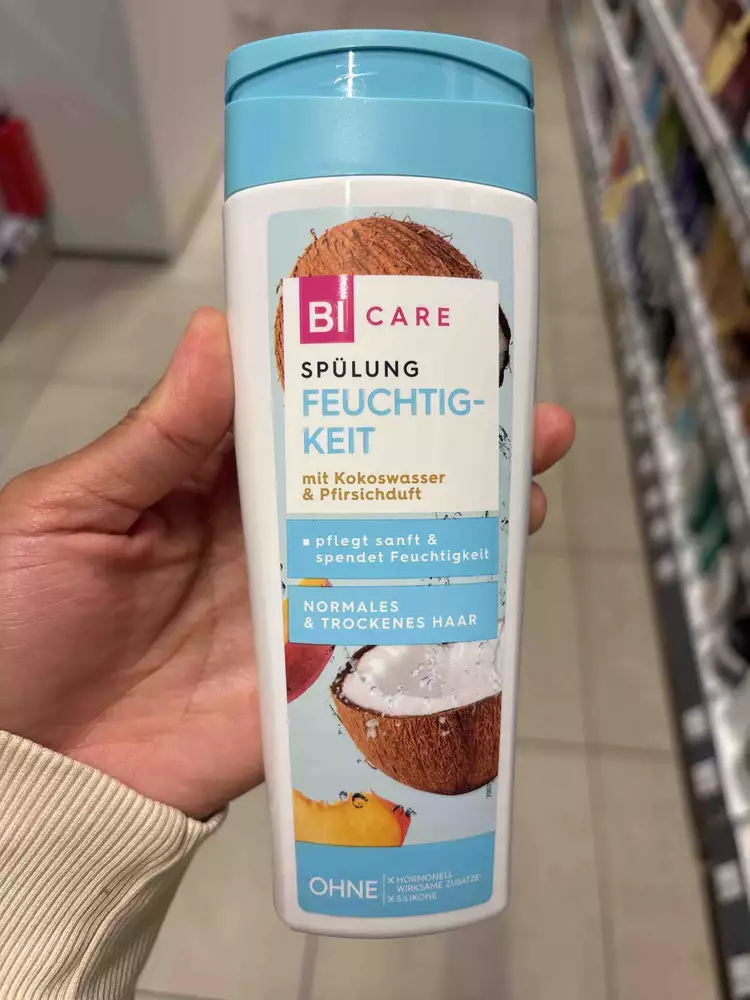 BI CARE
SPÜLUNG
FEUCHTIG-
KEIT
mit Kokoswasser
& Pfirsichduft
▪ pflegt sanft &
spendet Feuchtigkeit
NORMALES
& TROCKENES HAAR
OHNE
× HORMONELL
WIRKSAME ZUSÄTZE*
× SILIKONE